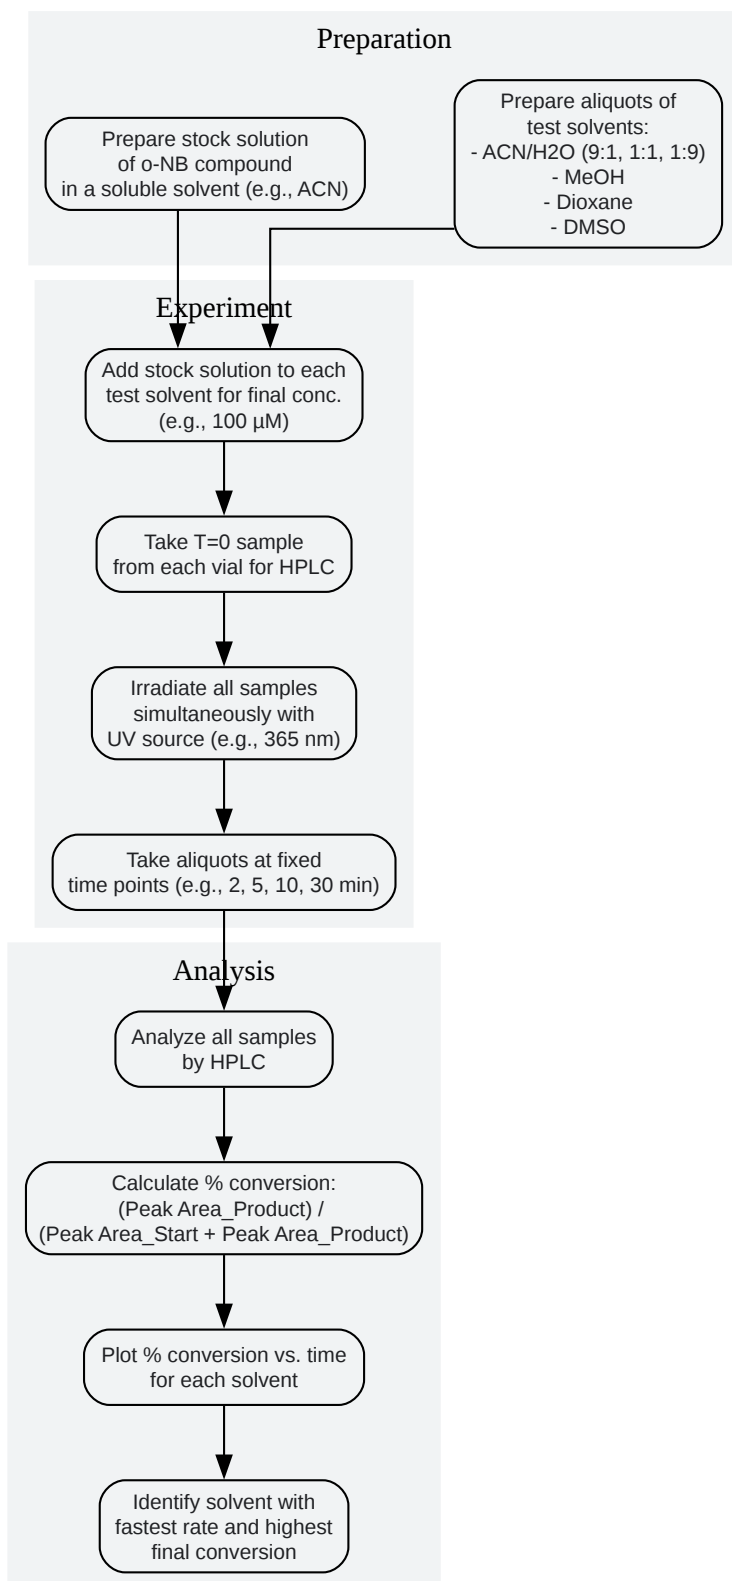 Preparation
Prepare stock solution
of o-NB compound
in a soluble solvent (e.g., ACN)
Prepare aliquots of
test solvents:
- ACN/H2O (9:1, 1:1, 1:9)
- MeOH
- Dioxane
- DMSO
Experiment
Add stock solution to each
test solvent for final conc.
(e.g., 100 µM)
Take T=0 sample
from each vial for HPLC
Irradiate all samples
simultaneously with
UV source (e.g., 365 nm)
Take aliquots at fixed
time points (e.g., 2, 5, 10, 30 min)
Analysis
Analyze all samples
by HPLC
Calculate % conversion:
(Peak Area_Product) /
(Peak Area_Start + Peak Area_Product)
Plot % conversion vs. time
for each solvent
Identify solvent with
fastest rate and highest
final conversion